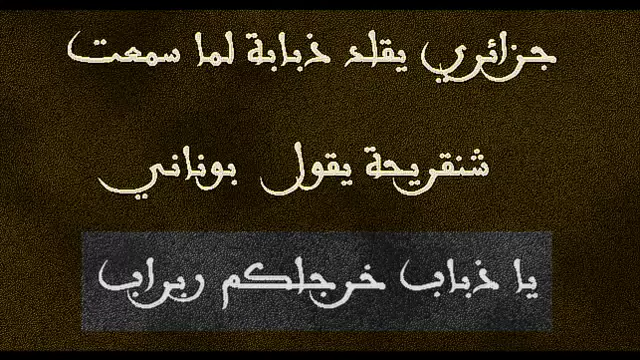 جزائري يقلد ذبابة لما سمعت
شنقريحة يقول بوناني
يا ذباب خرجلكم ربراب